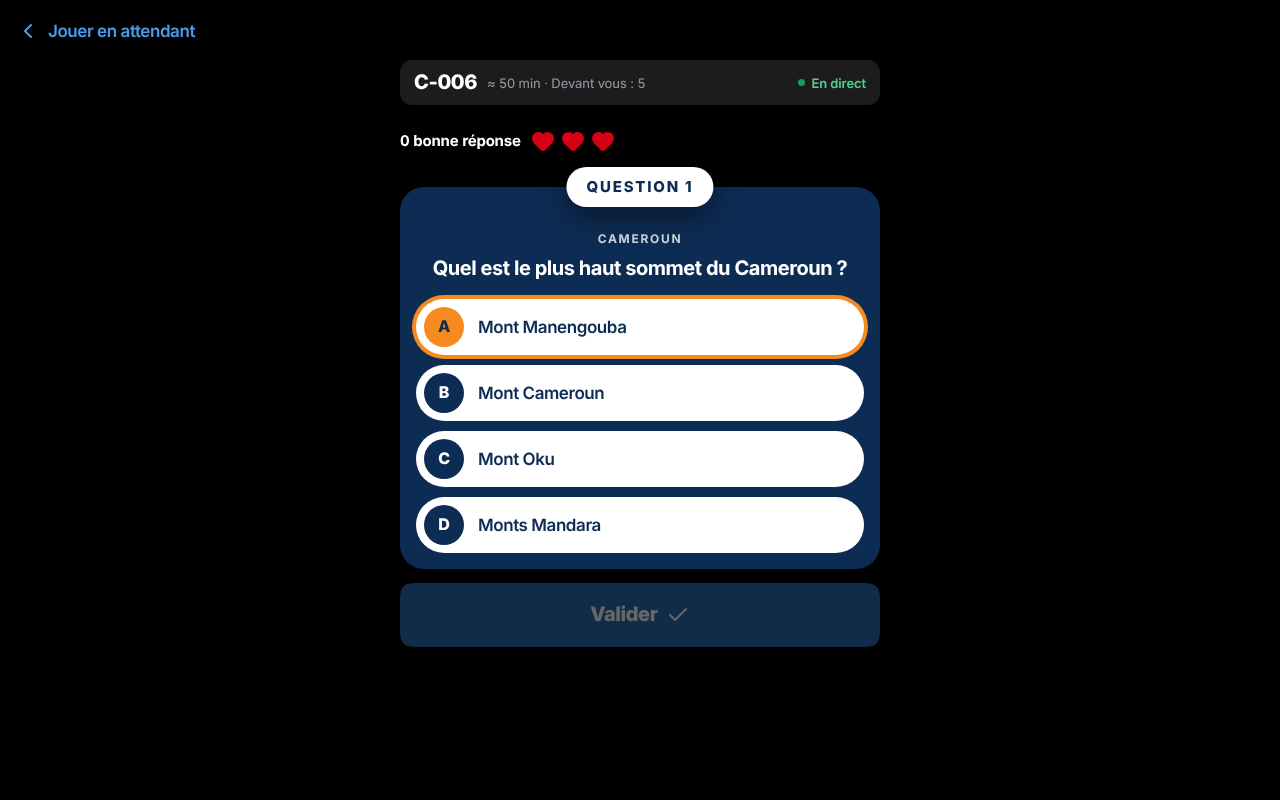 Jouer en attendant
C-006 ≈ 50 min · Devant vous : 5 En direct
0 bonne réponse
QUESTION 1
CAMEROUN
Quel est le plus haut sommet du Cameroun ?
A Mont Manengouba
B Mont Cameroun
C Mont Oku
D Monts Mandara
Valider